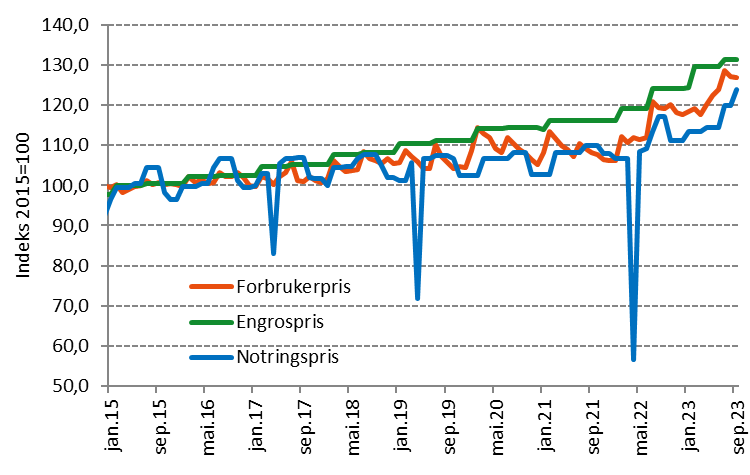 140,0
130,0
120,0
110,0
100,0
90,0
80,0
70,0
60,0
50,0
Indeks 2015=100
Forbrukerpris
Engrospris
Notringspris
jan.15
sep.15
mai.16
jan.17
sep.17
mai.18
jan.19
sep.19
mai.20
jan.21
sep.21
mai.22
jan.23
sep.23